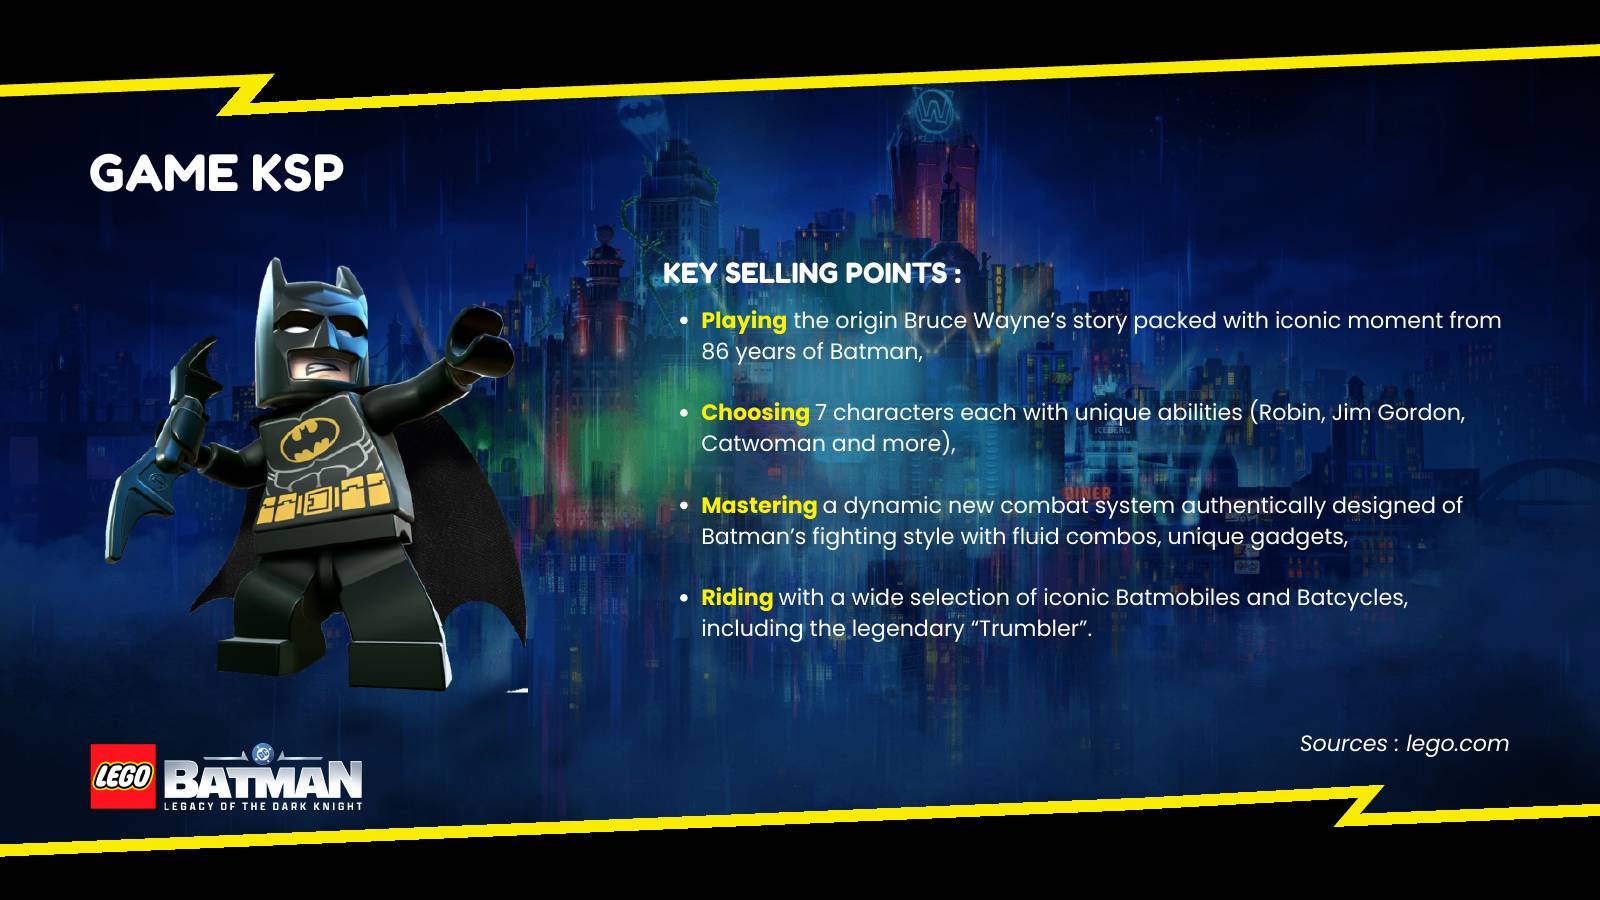 GAME KSP
KEY SELLING POINTS :
• Playing the origin Bruce Wayne’s story packed with iconic moment from
86 years of Batman,
• Choosing 7 characters each with unique abilities (Robin, Jim Gordon,
Catwoman and more),
• Mastering a dynamic new combat system authentically designed of
Batman’s fighting style with fluid combos, unique gadgets,
• Riding with a wide selection of iconic Batmobiles and Batcycles,
including the legendary “Trumbler”.
Sources : lego.com
LEGO
DC
BATMAN
LEGACY OF THE DARK KNIGHT
W
ICEBERG
DINER